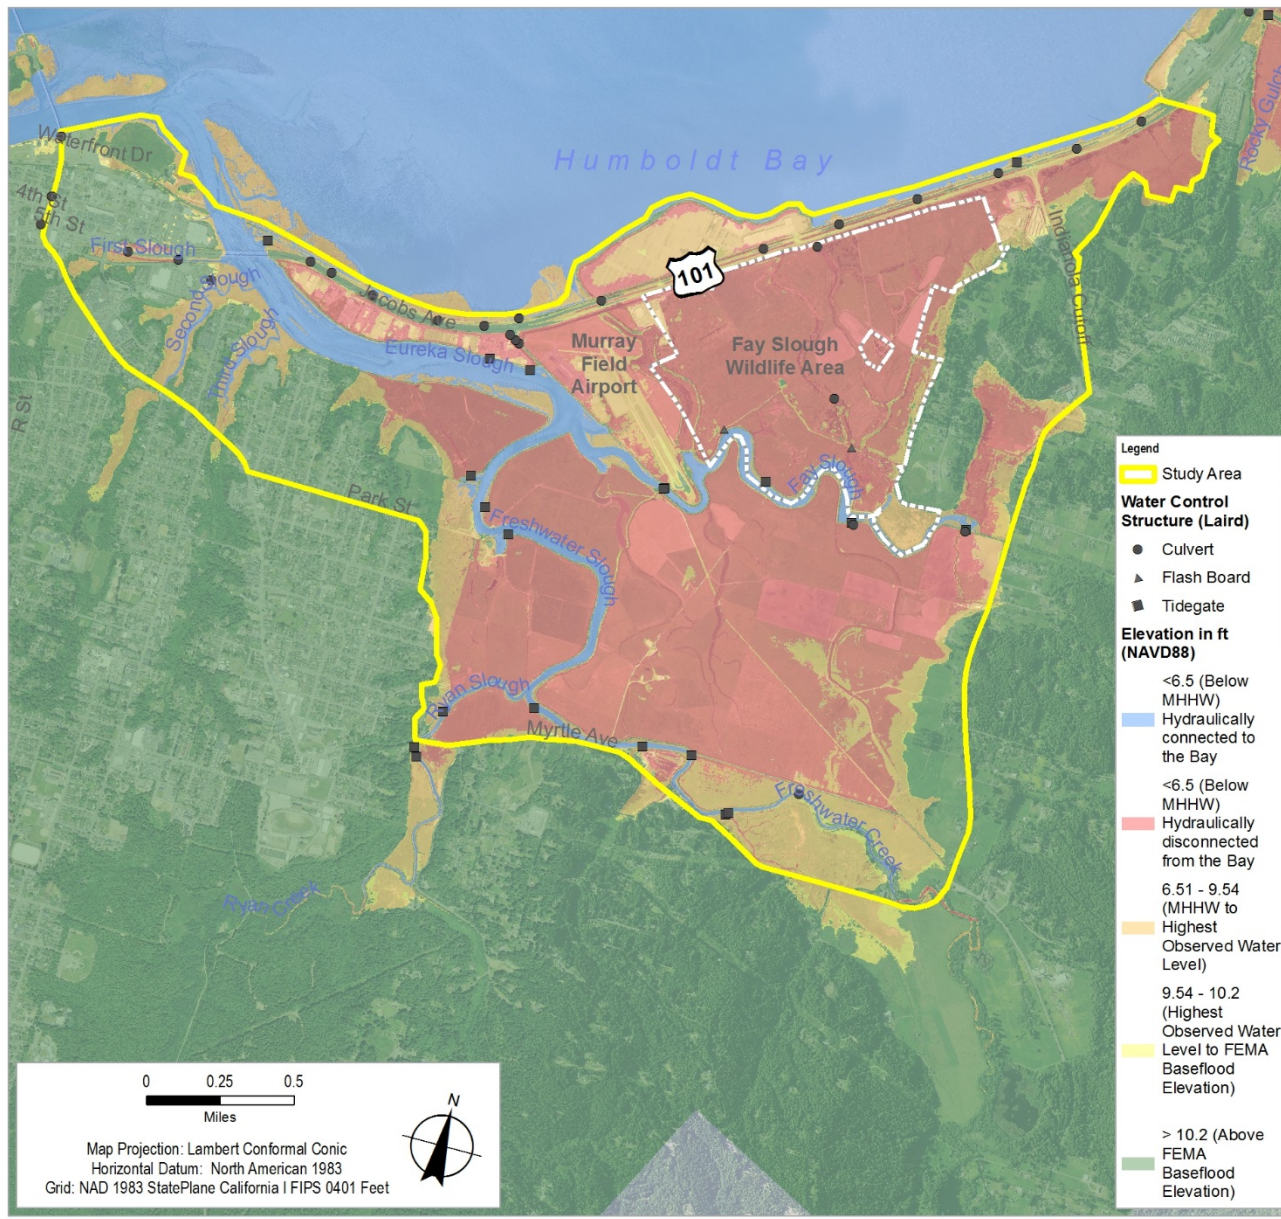 Humboldt Bay
Rocky Gulch
Waterfront Dr
4th St
5th St
First Slough
Second Slough
Third Slough
Jacobs Ave
Eureka Slough
101
Indianola Cutoff
Murray
Field
Airport
Fay Slough
Wildlife Area
R St
Park St
Fay Slough
Freshwater Slough
Ryan Slough
Myrtle Ave
Freshwater Creek
Ryan Creek
Legend
Study Area
Water Control
Structure (Laird)
Culvert
Flash Board
Tidegate
Elevation in ft
(NAVD88)
<6.5 (Below
MHHW)
Hydraulically
connected to
the Bay
<6.5 (Below
MHHW)
Hydraulically
disconnected
from the Bay
6.51 - 9.54
(MHHW to
Highest
Observed Water
Level)
9.54 - 10.2
(Highest
Observed Water
Level to FEMA
Baseflood
Elevation)
> 10.2 (Above
FEMA
Baseflood
Elevation)
0 0.25 0.5
Miles
N
Map Projection: Lambert Conformal Conic
Horizontal Datum: North American 1983
Grid: NAD 1983 StatePlane California I FIPS 0401 Feet